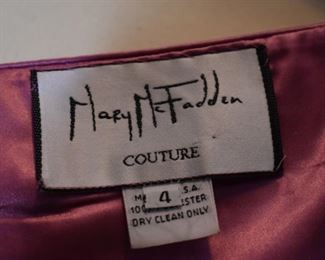 Mary McFadden
COUTURE
4 S.A.
DRY CLEAN ONLY